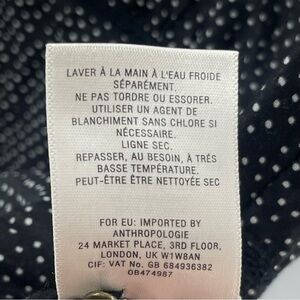 LAVER À LA MAIN À L'EAU FROIDE
SÉPARÉMENT.
NE PAS TORDRE OU ESSORER.
UTILISER UN AGENT DE
BLANCHIMENT SANS CHLORE SI
NÉCESSAIRE.
LIGNE SEC.
REPASSER, AU BESOIN, À TRÈS
BASSE TEMPÉRATURE.
PEUT-ÊTRE ÊTRE NETTOYÉE SEC
FOR EU: IMPORTED BY
ANTHROPOLOGIE
24 MARKET PLACE, 3RD FLOOR,
LONDON, UK W1W8AN
CIF: VAT No. GB 684936382
OB474987